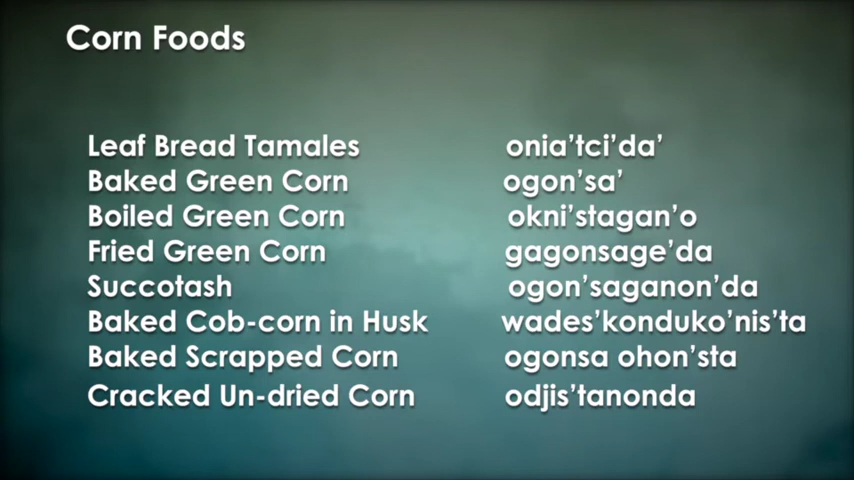 Corn Foods
Leaf Bread Tamales onia’tci’da’
Baked Green Corn ogon’sa’
Boiled Green Corn okni’stagan’o
Fried Green Corn gagonsage’da
Succotash ogon’saganon’da
Baked Cob-corn in Husk wades’konduko’nis’ta
Baked Scrapped Corn ogonsa ohon’sta
Cracked Un-dried Corn odjis’tanonda